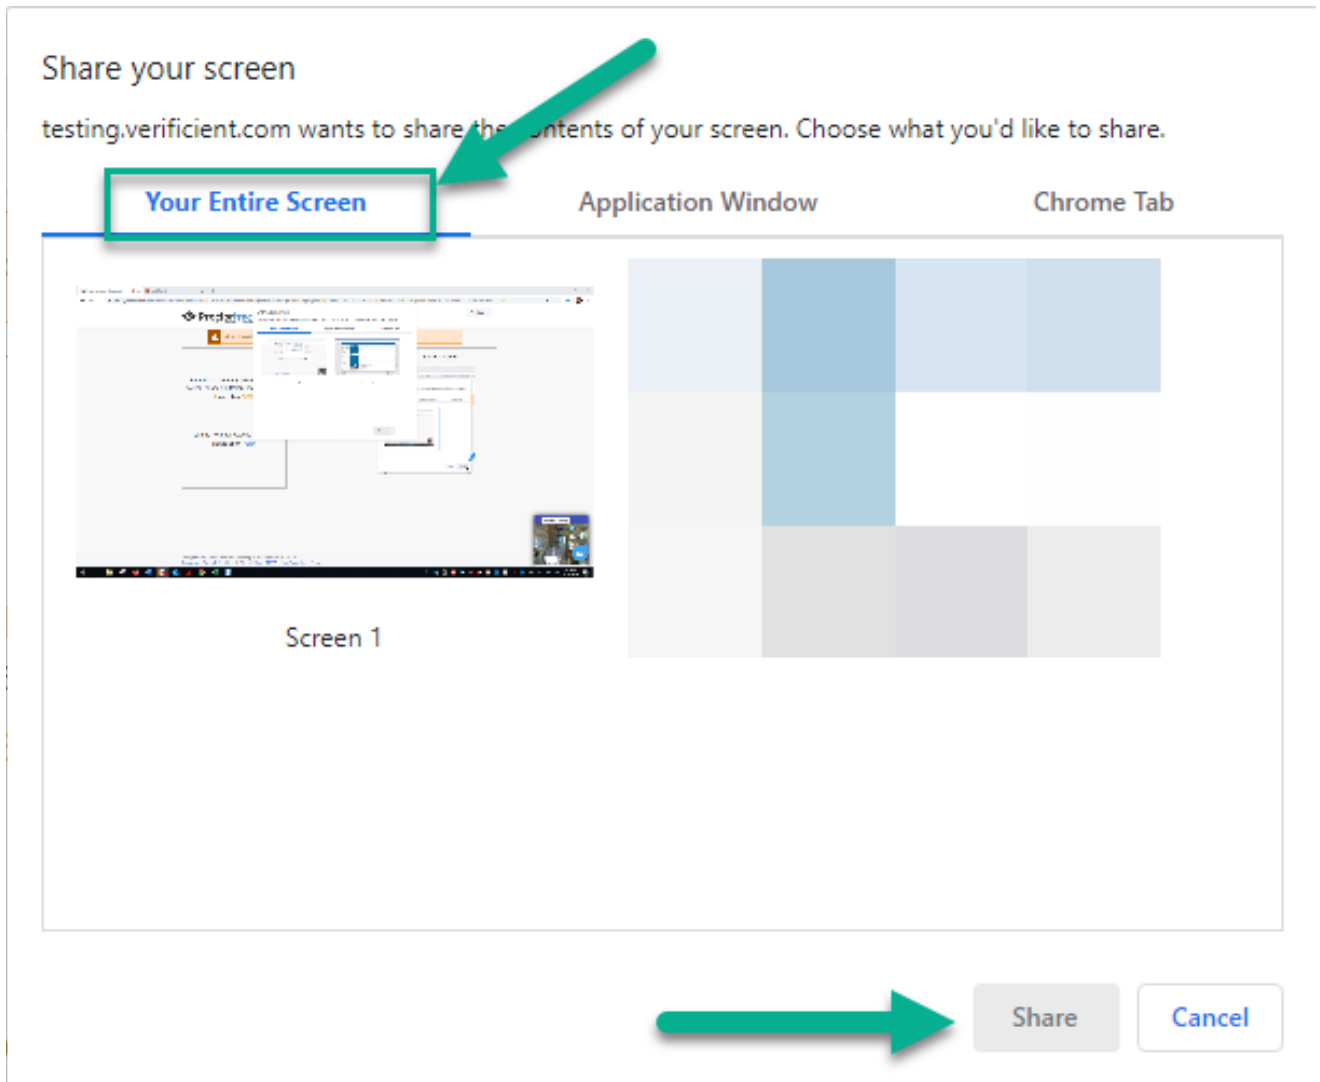 Share your screen
testing.verificient.com wants to share the contents of your screen. Choose what you'd like to share.
Your Entire Screen
Application Window
Chrome Tab
Screen 1
Share
Cancel